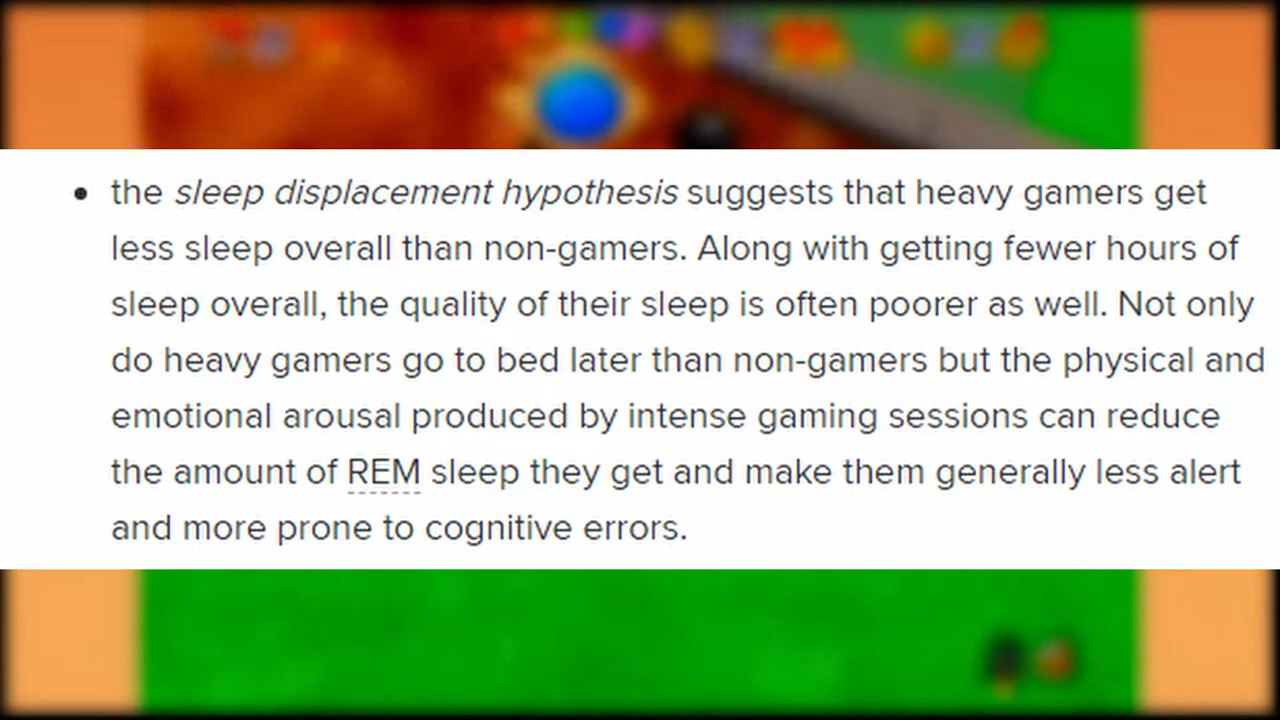 • the sleep displacement hypothesis suggests that heavy gamers get
less sleep overall than non-gamers. Along with getting fewer hours of
sleep overall, the quality of their sleep is often poorer as well. Not only
do heavy gamers go to bed later than non-gamers but the physical and
emotional arousal produced by intense gaming sessions can reduce
the amount of REM sleep they get and make them generally less alert
and more prone to cognitive errors.